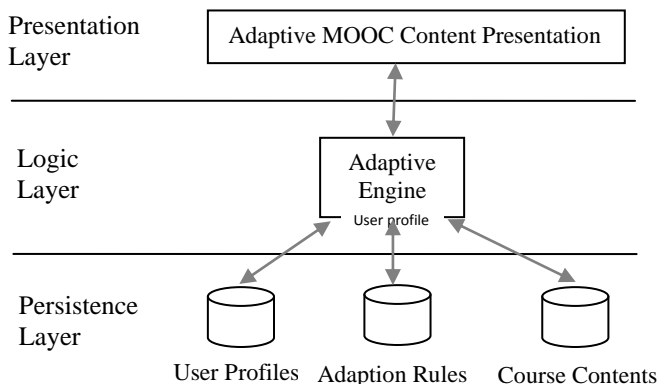 Presentation
Layer
Adaptive MOOC Content Presentation
Logic
Layer
Adaptive
Engine
User profile
Persistence
Layer
User Profiles
Adaption Rules
Course Contents